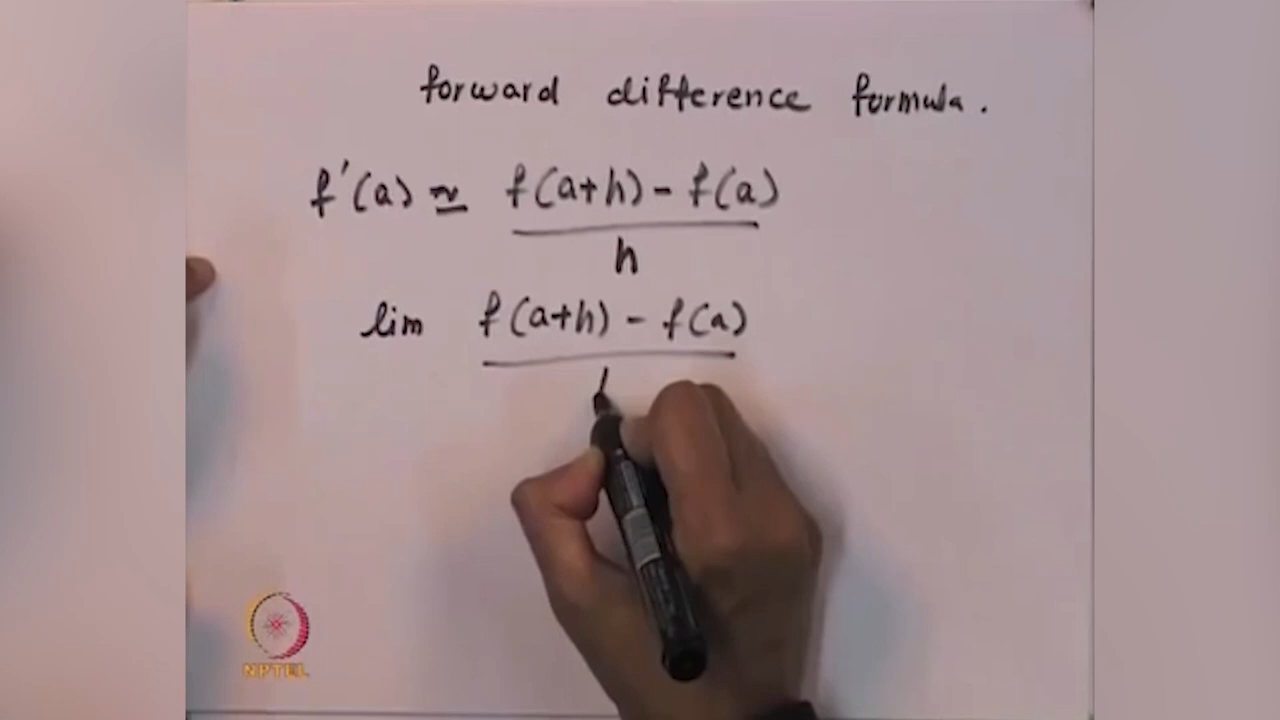 forward difference formula.
f'(a) ≃ f(a+h) - f(a)
h
lim f(a+h) - f(a)
NPTEL